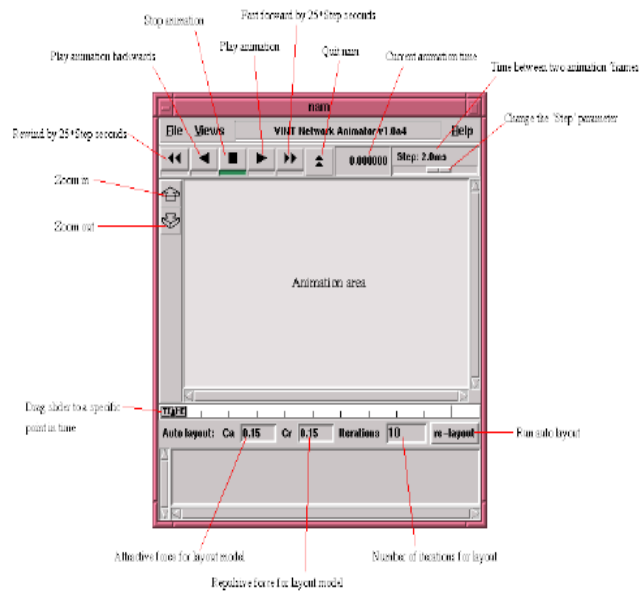 Fast forward by 25*Step seconds
Stop animation
Play animation
Quit nam
Current animation time
Play animation backwards
Time between two animation 'frames'
Change the 'Step' parameter
nam
File Views VINT Network Animator v1.0a4 Help
Rewind by 25*Step seconds
0.000000
Step: 2.0ms
Zoom in
Zoom out
Animation area
Drag slider to a specific
point in time
TIME
Auto layout: Ca 0.15 Cr 0.15 Iterations 10 re-layout
Run auto layout
Attractive force for layout model
Number of iterations for layout
Repulsive force for layout model